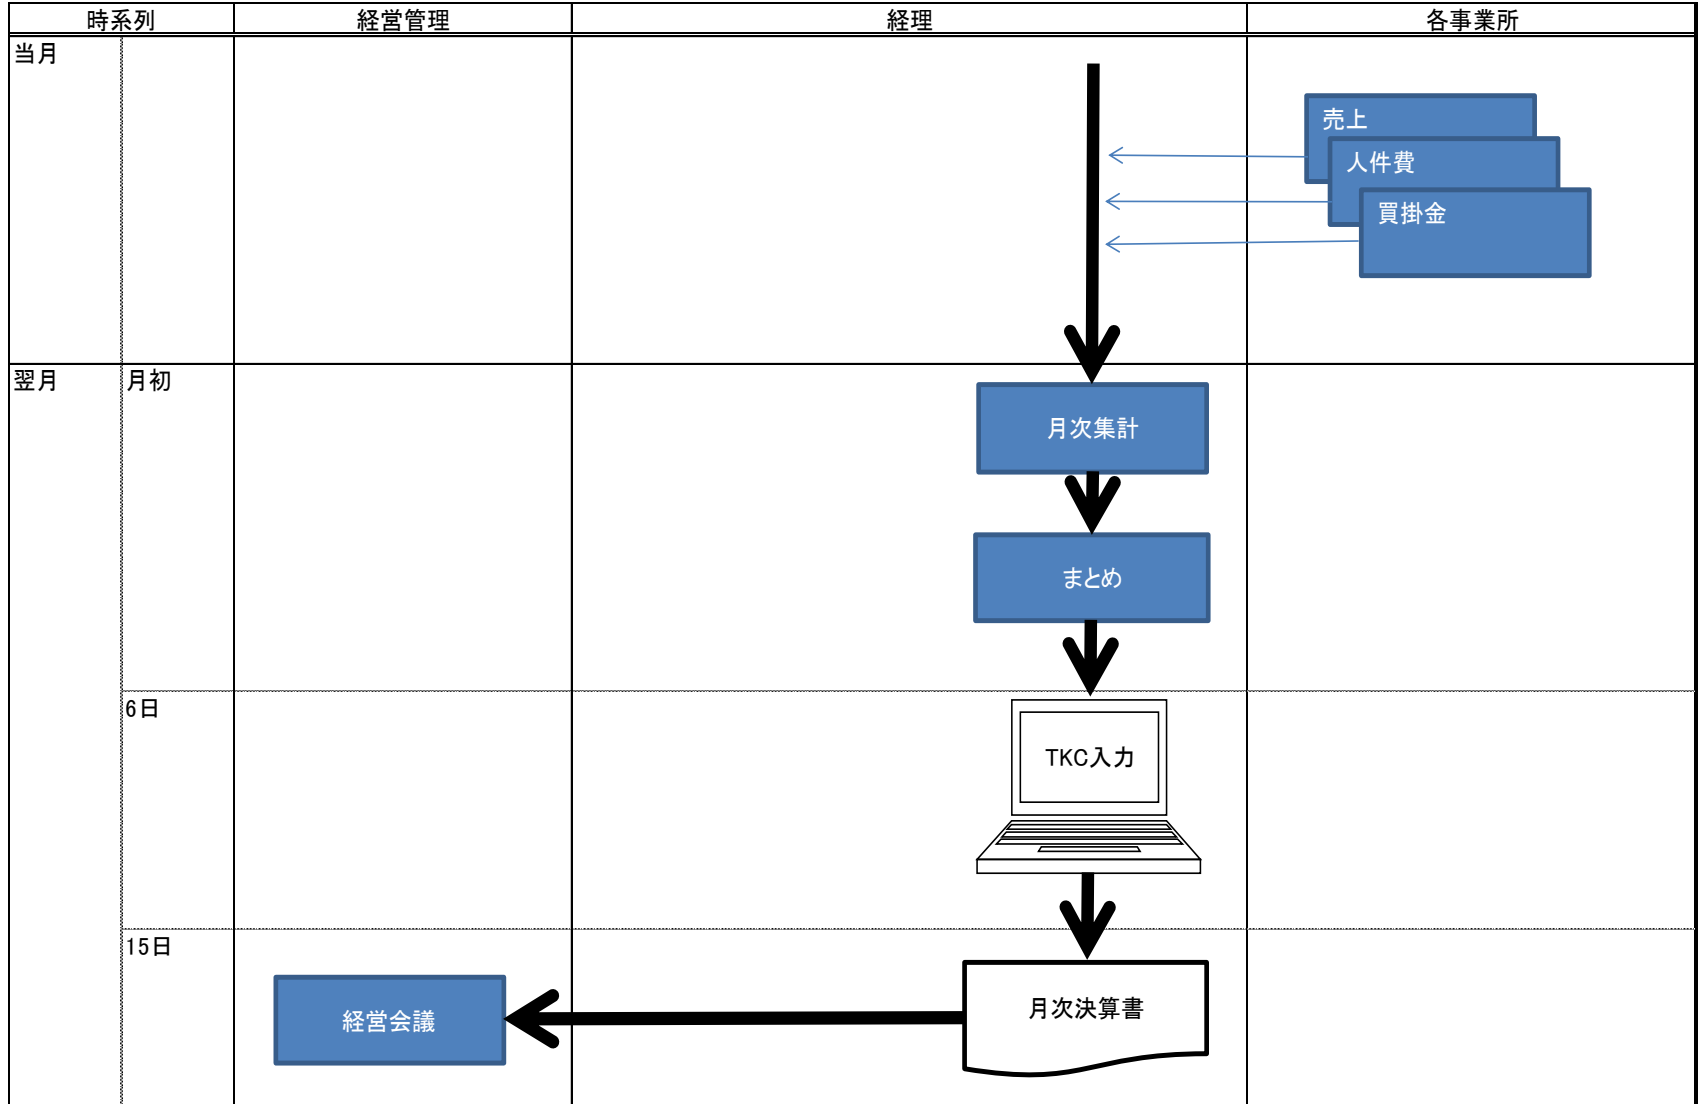 時系列
経営管理
経理
各事業所
当月
売上
人件費
買掛金
翌月
月初
月次集計
まとめ
6日
TKC入力
15日
月次決算書
経営会議